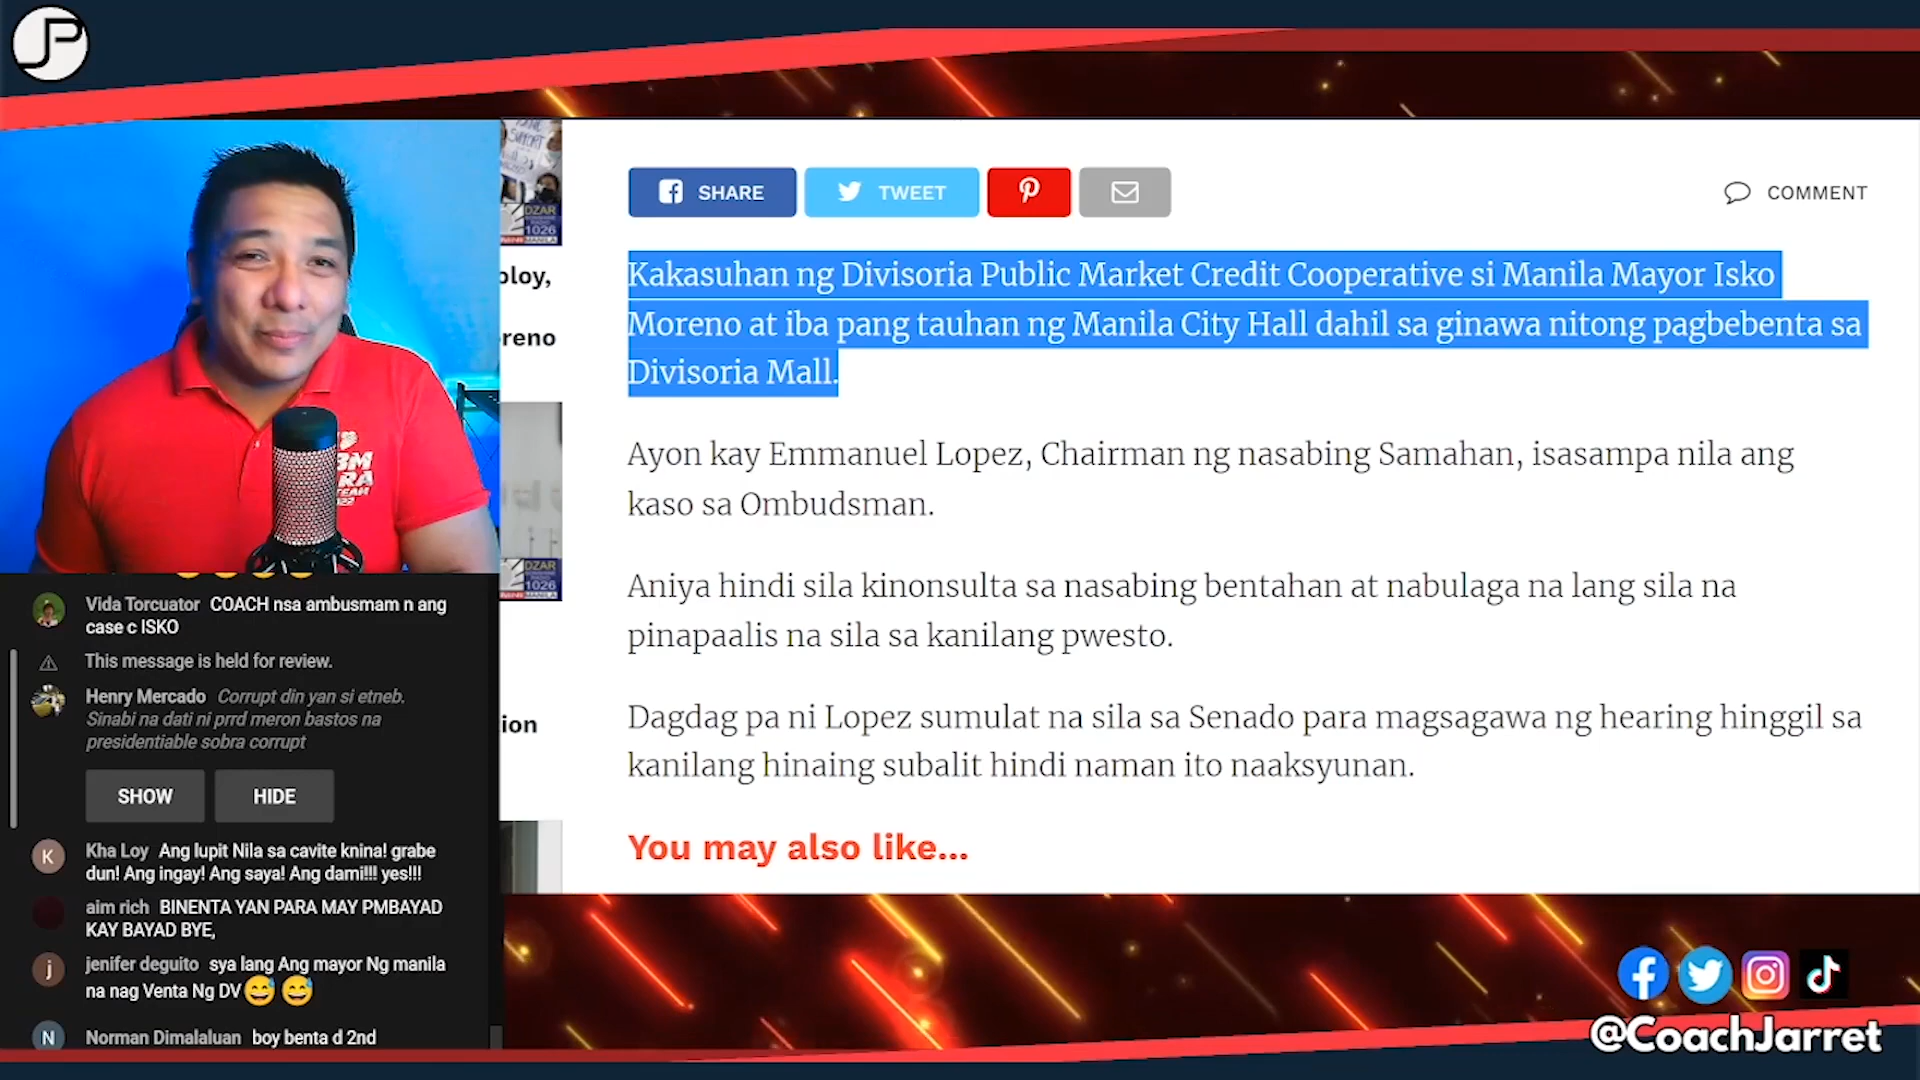 JP
SUPPORT
DZAR
1026
SHARE
TWEET
COMMENT
oloy,
reno
Kakasuhan ng Divisoria Public Market Credit Cooperative si Manila Mayor Isko
Moreno at iba pang tauhan ng Manila City Hall dahil sa ginawa nitong pagbebenta sa
Divisoria Mall.
Ayon kay Emmanuel Lopez, Chairman ng nasabing Samahan, isasampa nila ang
kaso sa Ombudsman.
DZAR
1026
Aniya hindi sila kinonsulta sa nasabing bentahan at nabulaga na lang sila na
pinapaalis na sila sa kanilang pwesto.
ion
Dagdag pa ni Lopez sumulat na sila sa Senado para magsagawa ng hearing hinggil sa
kanilang hinaing subalit hindi naman ito naaksyunan.
You may also like...
Vida Torcuator COACH nsa ambusmam n ang
case c ISKO
This message is held for review.
Henry Mercado Corrupt din yan si etneb.
Sinabi na dati ni prrd meron bastos na
presidentiable sobra corrupt
SHOW
HIDE
K
Kha Loy Ang lupit Nila sa cavite knina! grabe
dun! Ang ingay! Ang saya! Ang dami!!! yes!!!
aim rich BINENTA YAN PARA MAY PMBAYAD
KAY BAYAD BYE,
j
jenifer deguito sya lang Ang mayor Ng manila
na nag Venta Ng DV😅 😅
N
Norman Dimalaluan boy benta d 2nd
@CoachJarret